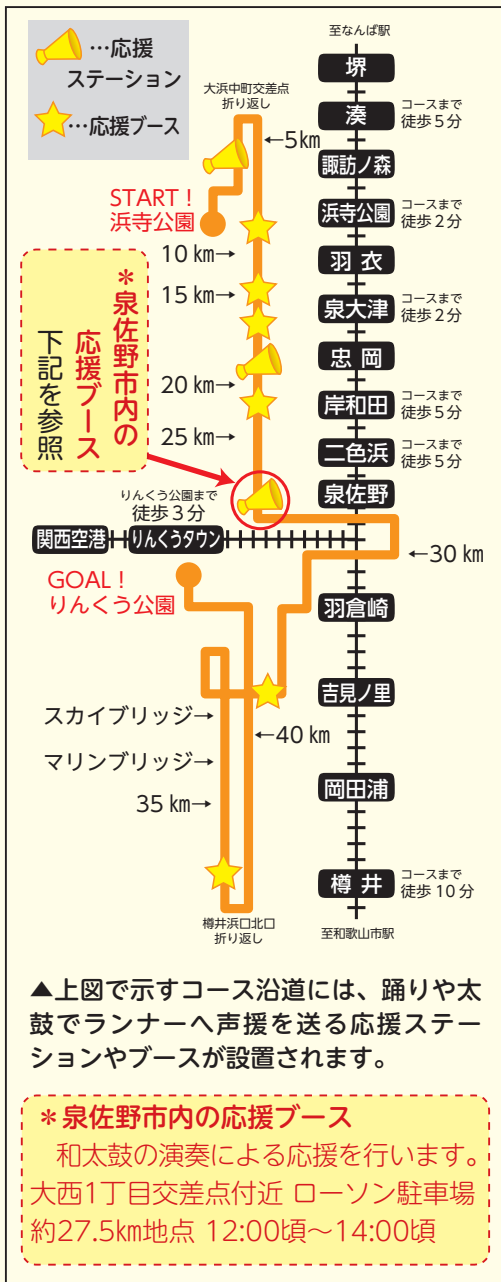 …応援
ステーション
…応援ブース
至なんば駅
堺
湊
コースまで
徒歩5分
諏訪ノ森
浜寺公園
コースまで
徒歩2分
羽衣
泉大津
コースまで
徒歩2分
忠岡
岸和田
コースまで
徒歩5分
二色浜
コースまで
徒歩5分
泉佐野
羽倉崎
吉見ノ里
岡田浦
樽井
コースまで
徒歩10分
至和歌山市駅
大浜中町交差点
折り返し
←5km
START!
浜寺公園
10 km→
15 km→
20 km→
25 km→
*泉佐野市内の
応援ブース
下記を参照
りんくう公園まで
徒歩3分
関西空港
りんくうタウン
←30 km
GOAL!
りんくう公園
スカイブリッジ→
←40 km
マリンブリッジ→
35 km→
樽井浜口北口
折り返し
▲上図で示すコース沿道には、踊りや太
鼓でランナーへ声援を送る応援ステー
ションやブースが設置されます。
*泉佐野市内の応援ブース
和太鼓の演奏による応援を行います。
大西1丁目交差点付近 ローソン駐車場
約27.5km地点 12:00頃~14:00頃